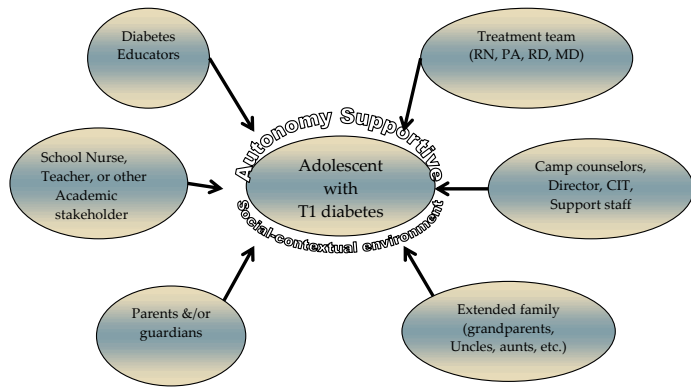 Diabetes
Educators
Treatment team
(RN, PA, RD, MD)
School Nurse,
Teacher, or other
Academic
stakeholder
Autonomy Supportive
Adolescent
with
T1 diabetes
Social-contextual environment
Camp counselors,
Director, CIT,
Support staff
Parents &/or
guardians
Extended family
(grandparents,
Uncles, aunts, etc.)